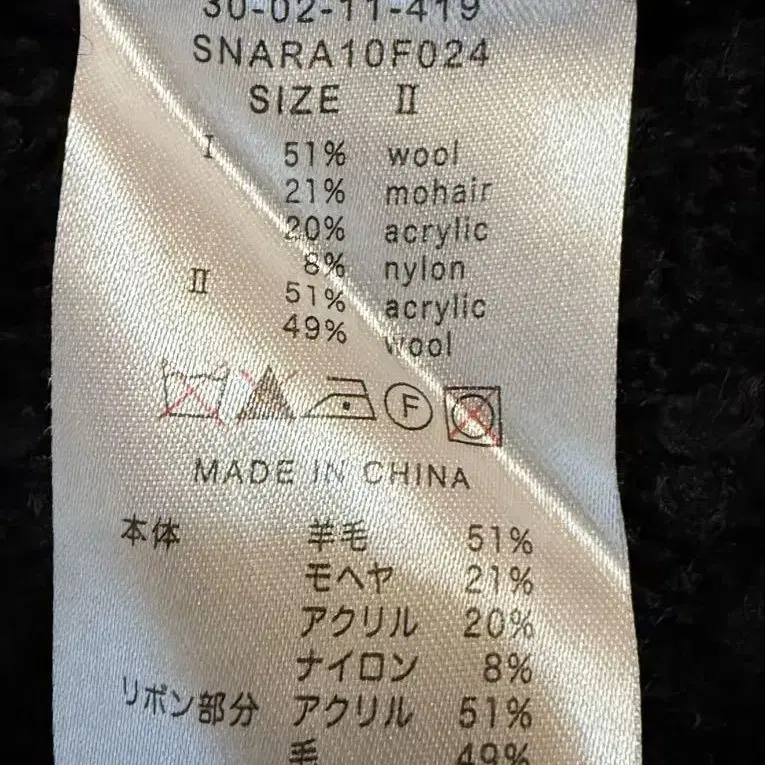 30-02-11-419
SNARA10F024
SIZE Ⅱ
Ⅰ 51% wool
21% mohair
20% acrylic
8% nylon
Ⅱ 51% acrylic
49% wool
F
MADE IN CHINA
本体 羊毛 51%
モヘヤ 21%
アクリル 20%
ナイロン 8%
リボン部分 アクリル 51%
毛 49%